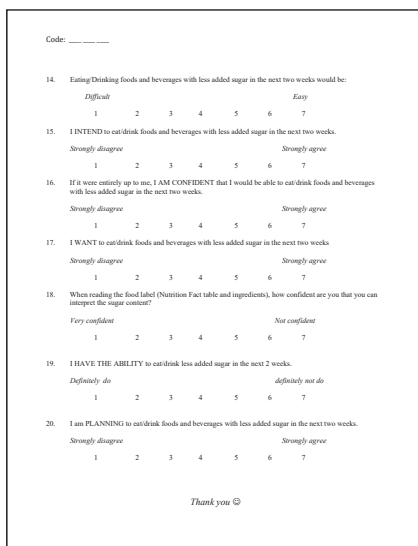 Code: ___ ___ ___
14. Eating/Drinking foods and beverages with less added sugar in the next two weeks would be:
Difficult Easy
1 2 3 4 5 6 7
15. I INTEND to eat/drink foods and beverages with less added sugar in the next two weeks.
Strongly disagree Strongly agree
1 2 3 4 5 6 7
16. If it were entirely up to me, I AM CONFIDENT that I would be able to eat/drink foods and beverages
with less added sugar in the next two weeks.
Strongly disagree Strongly agree
1 2 3 4 5 6 7
17. I WANT to eat/drink foods and beverages with less added sugar in the next two weeks
Strongly disagree Strongly agree
1 2 3 4 5 6 7
18. When reading the food label (Nutrition Fact table and ingredients), how confident are you that you can
interpret the sugar content?
Very confident Not confident
1 2 3 4 5 6 7
19. I HAVE THE ABILITY to eat/drink less added sugar in the next 2 weeks.
Definitely do definitely not do
1 2 3 4 5 6 7
20. I am PLANNING to eat/drink foods and beverages with less added sugar in the next two weeks.
Strongly disagree Strongly agree
1 2 3 4 5 6 7
Thank you ☺